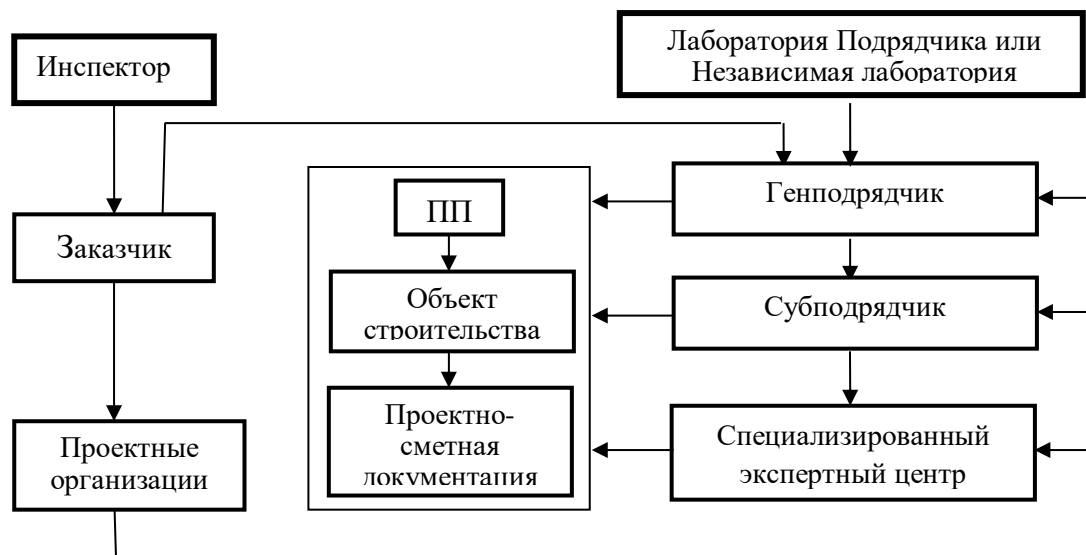 Инспектор
Лаборатория Подрядчика или
Независимая лаборатория
Заказчик
ПП
Объект
строительства
Проектно-
сметная
документация
Генподрядчик
Субподрядчик
Специализированный
экспертный центр
Проектные
организации